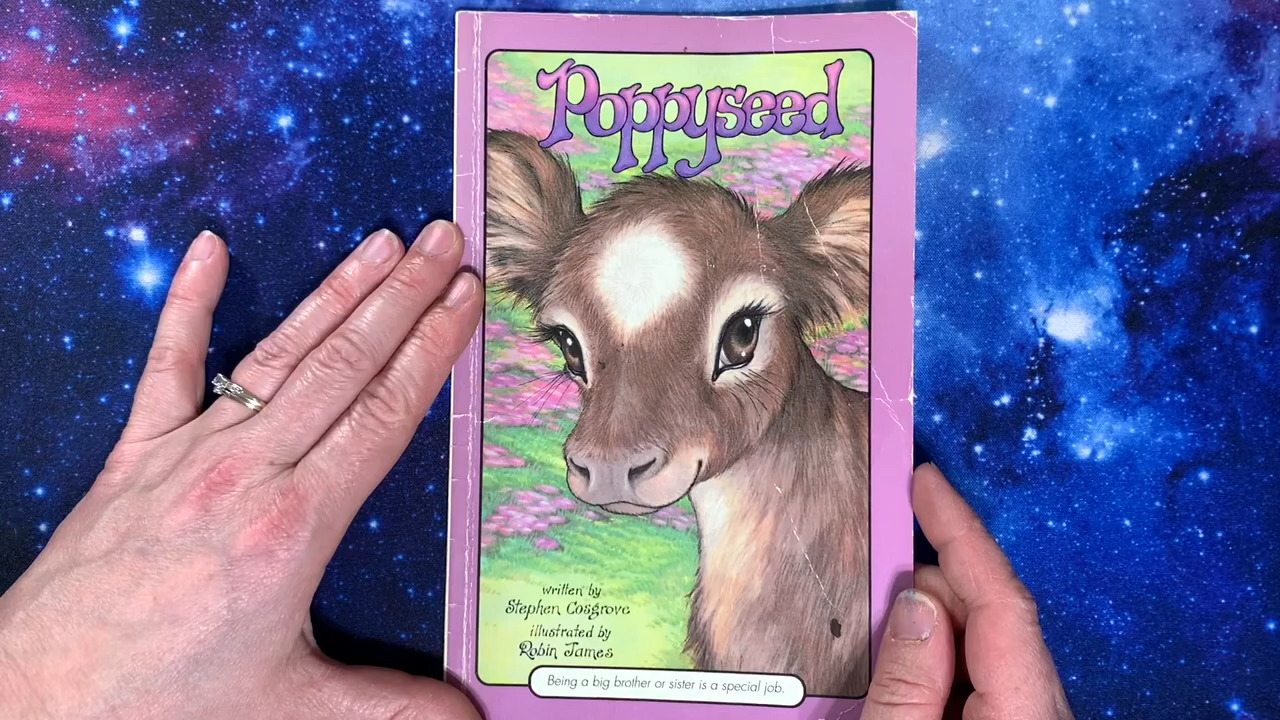 Poppyseed
written by
Stephen Cosgrove
illustrated by
Robin James
Being a big brother or sister is a special job.